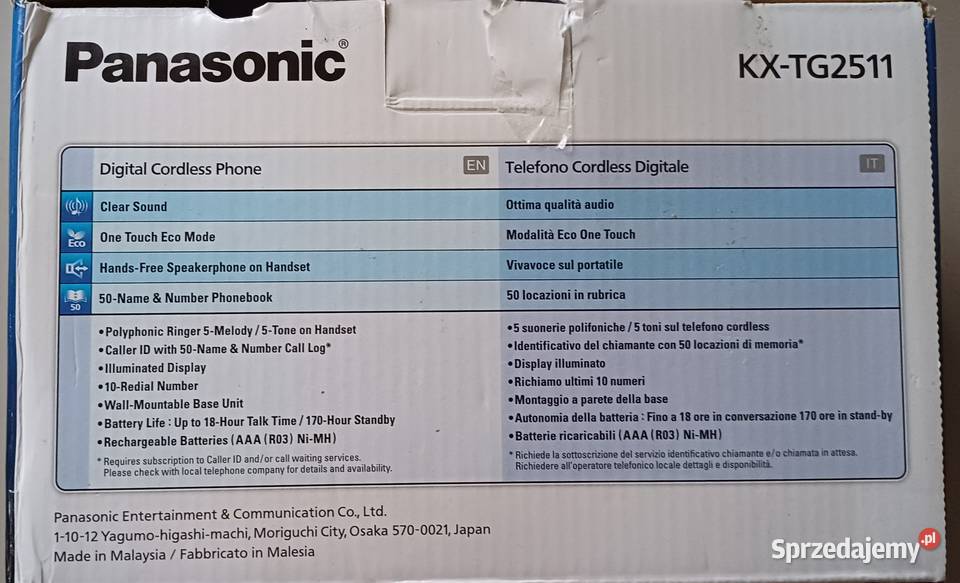 Panasonic®
KX-TG2511
Digital Cordless Phone
EN
Clear Sound
Eco
One Touch Eco Mode
Hands-Free Speakerphone on Handset
50
50-Name & Number Phonebook
•Polyphonic Ringer 5-Melody / 5-Tone on Handset
•Caller ID with 50-Name & Number Call Log*
•Illuminated Display
•10-Redial Number
•Wall-Mountable Base Unit
•Battery Life : Up to 18-Hour Talk Time / 170-Hour Standby
•Rechargeable Batteries (AAA (R03) Ni-MH)
* Requires subscription to Caller ID and/or call waiting services.
Please check with local telephone company for details and availability.
Telefono Cordless Digitale
IT
Ottima qualità audio
Modalità Eco One Touch
Vivavoce sul portatile
50 locazioni in rubrica
•5 suonerie polifoniche / 5 toni sul telefono cordless
•Identificativo del chiamante con 50 locazioni di memoria*
•Display illuminato
•Richiamo ultimi 10 numeri
•Montaggio a parete della base
•Autonomia della batteria : Fino a 18 ore in conversazione 170 ore in stand-by
•Batterie ricaricabili (AAA (R03) Ni-MH)
* Richiede la sottoscrizione del servizio identificativo chiamante e/o chiamata in attesa.
Richiedere all'operatore telefonico locale dettagli e disponibilità.
Panasonic Entertainment & Communication Co., Ltd.
1-10-12 Yagumo-higashi-machi, Moriguchi City, Osaka 570-0021, Japan
Made in Malaysia / Fabbricato in Malesia
Sprzedajemy.pl